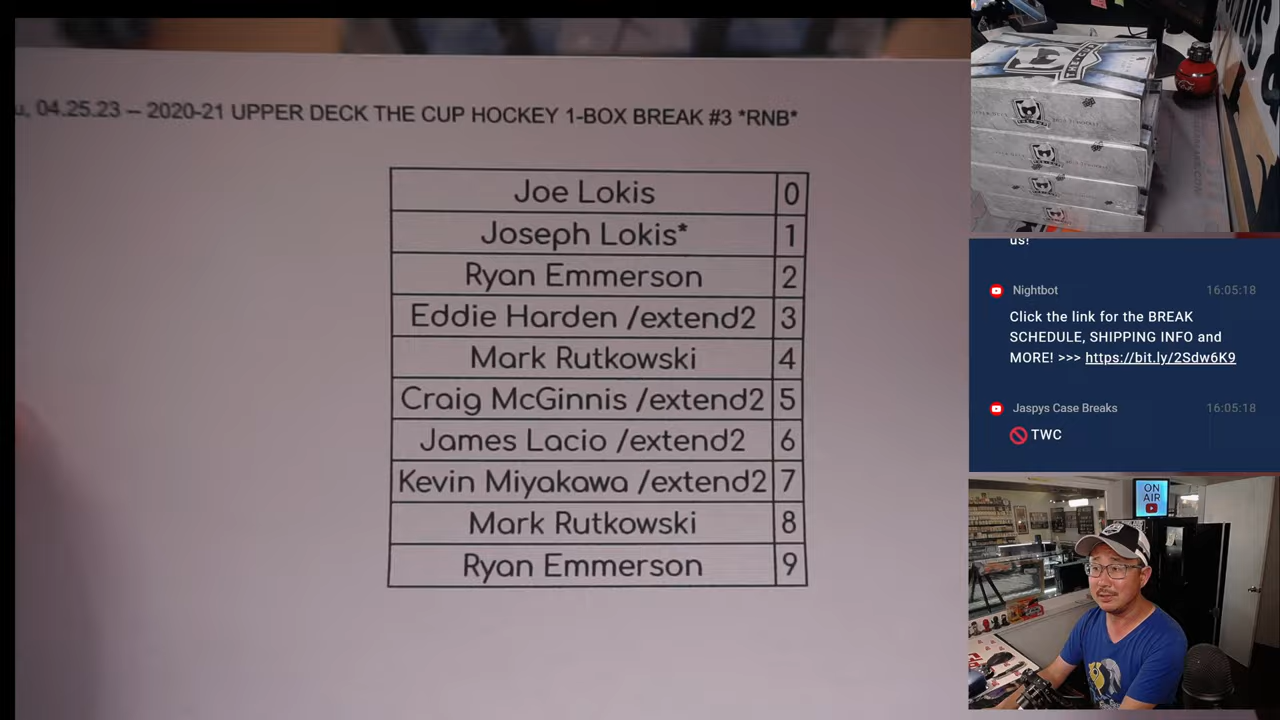 04.25.23 – 2020-21 UPPER DECK THE CUP HOCKEY 1-BOX BREAK #3 *RNB*
Joe Lokis 0
Joseph Lokis* 1
Ryan Emmerson 2
Eddie Harden /extend2 3
Mark Rutkowski 4
Craig McGinnis /extend2 5
James Lacio /extend2 6
Kevin Miyakawa /extend2 7
Mark Rutkowski 8
Ryan Emmerson 9
THE CUP
us!
Nightbot 16:05:18
Click the link for the BREAK
SCHEDULE, SHIPPING INFO and
MORE! >>> https://bit.ly/2Sdw6K9
Jaspys Case Breaks 16:05:18
🚫 TWC
ON
AIR